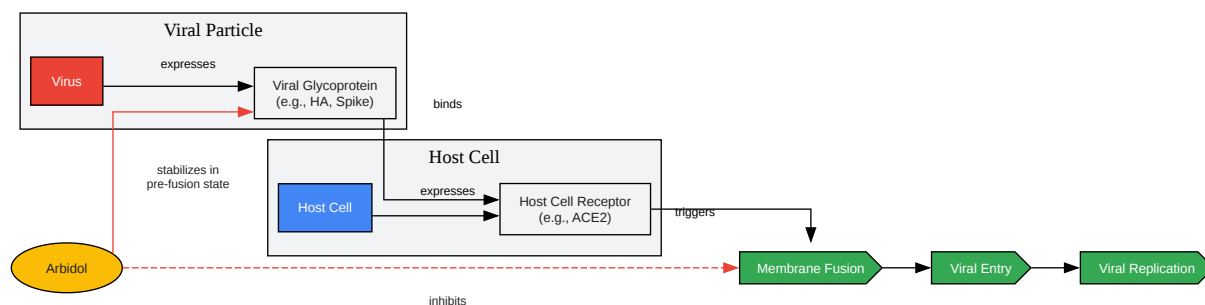 Viral Particle
expresses
Virus
Viral Glycoprotein
(e.g., HA, Spike)
binds
Host Cell
stabilizes in
pre-fusion state
expresses
Host Cell
Host Cell Receptor
(e.g., ACE2)
triggers
Arbidol
Membrane Fusion
Viral Entry
Viral Replication
inhibits